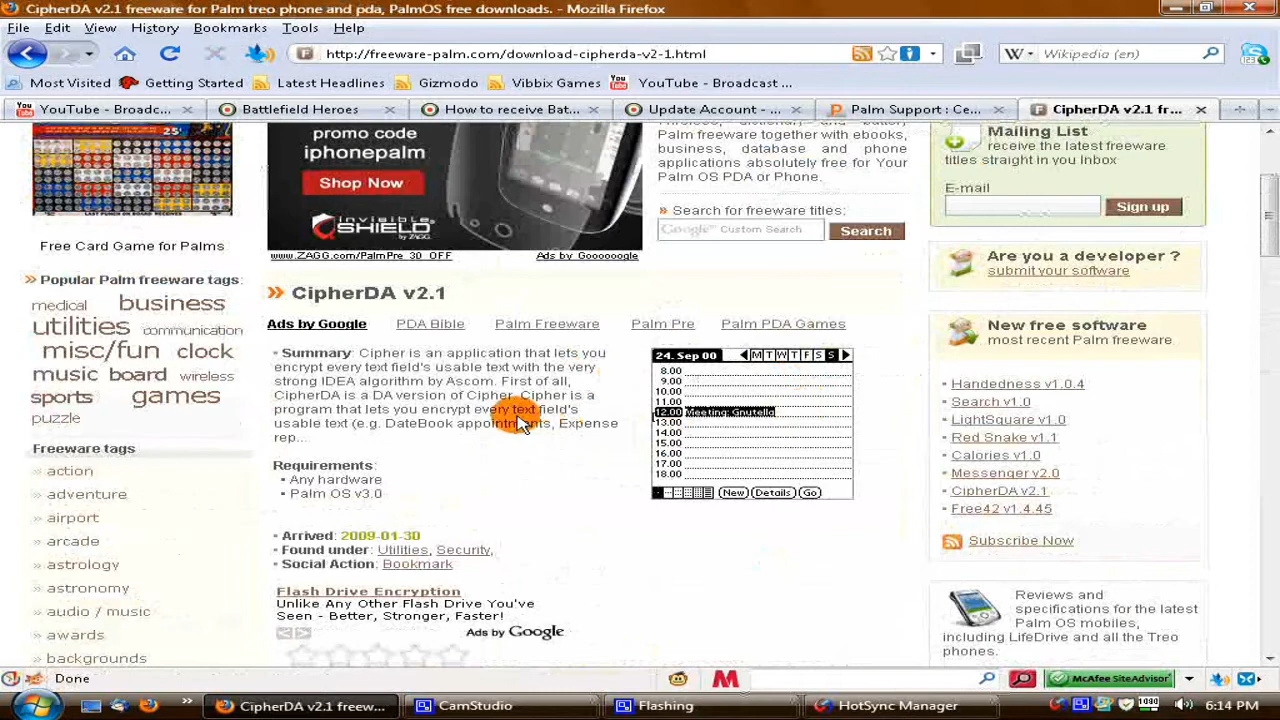 CipherDA v2.1 freeware for Palm treo phone and pda, PalmOS free downloads. - Mozilla Firefox
File Edit View History Bookmarks Tools Help
http://freeware-palm.com/download-cipherda-v2-1.html
Wikipedia (en)
Most Visited Getting Started Latest Headlines Gizmodo Vibbix Games YouTube - Broadcast ...
YouTube - Broadc... Battlefield Heroes How to receive Bat... Update Account -... Palm Support : Ce... CipherDA v2.1 fr...
25¢
Free Card Game for Palms
Popular Palm freeware tags:
medical business
utilities communication
misc/fun clock
music board wireless
sports games
puzzle
Freeware tags
» action
» adventure
» airport
» arcade
» astrology
» astronomy
» audio / music
» awards
» backgrounds
promo code
iphonepalm
Shop Now
invisible
SHIELD by ZAGG
www.ZAGG.com/PalmPre_30_OFF Ads by Gooooogle
Palm freeware together with ebooks,
business, database and phone
applications absolutely free for Your
Palm OS PDA or Phone.
» Search for freeware titles:
Google™ Custom Search Search
CipherDA v2.1
Ads by Google PDA Bible Palm Freeware Palm Pre Palm PDA Games
Summary: Cipher is an application that lets you
encrypt every text field's usable text with the very
strong IDEA algorithm by Ascom. First of all,
CipherDA is a DA version of Cipher. Cipher is a
program that lets you encrypt every text field's
usable text (e.g. DateBook appointments, Expense
rep...
Requirements:
Any hardware
Palm OS v3.0
Arrived: 2009-01-30
Found under: Utilities, Security,
Social Action: Bookmark
Flash Drive Encryption
Unlike Any Other Flash Drive You've
Seen - Better, Stronger, Faster!
Ads by Google
24. Sep 00 M T W T F S S
8.00
9.00
10.00
11.00
12.00 Meeting: Gnutella
13.00
14.00
15.00
16.00
17.00
18.00
New Details Go
Mailing List
receive the latest freeware
titles straight in you Inbox
E-mail
Sign up
Are you a developer ?
submit your software
New free software
most recent Palm freeware
Handedness v1.0.4
Search v1.0
LightSquare v1.0
Red Snake v1.1
Calories v1.0
Messenger v2.0
CipherDA v2.1
Free42 v1.4.45
Subscribe Now
Reviews and
specifications for the latest
Palm OS mobiles,
including LifeDrive and all the Treo
phones.
Done
McAfee SiteAdvisor
CipherDA v2.1 freew... CamStudio Flashing HotSync Manager 1080 6:14 PM